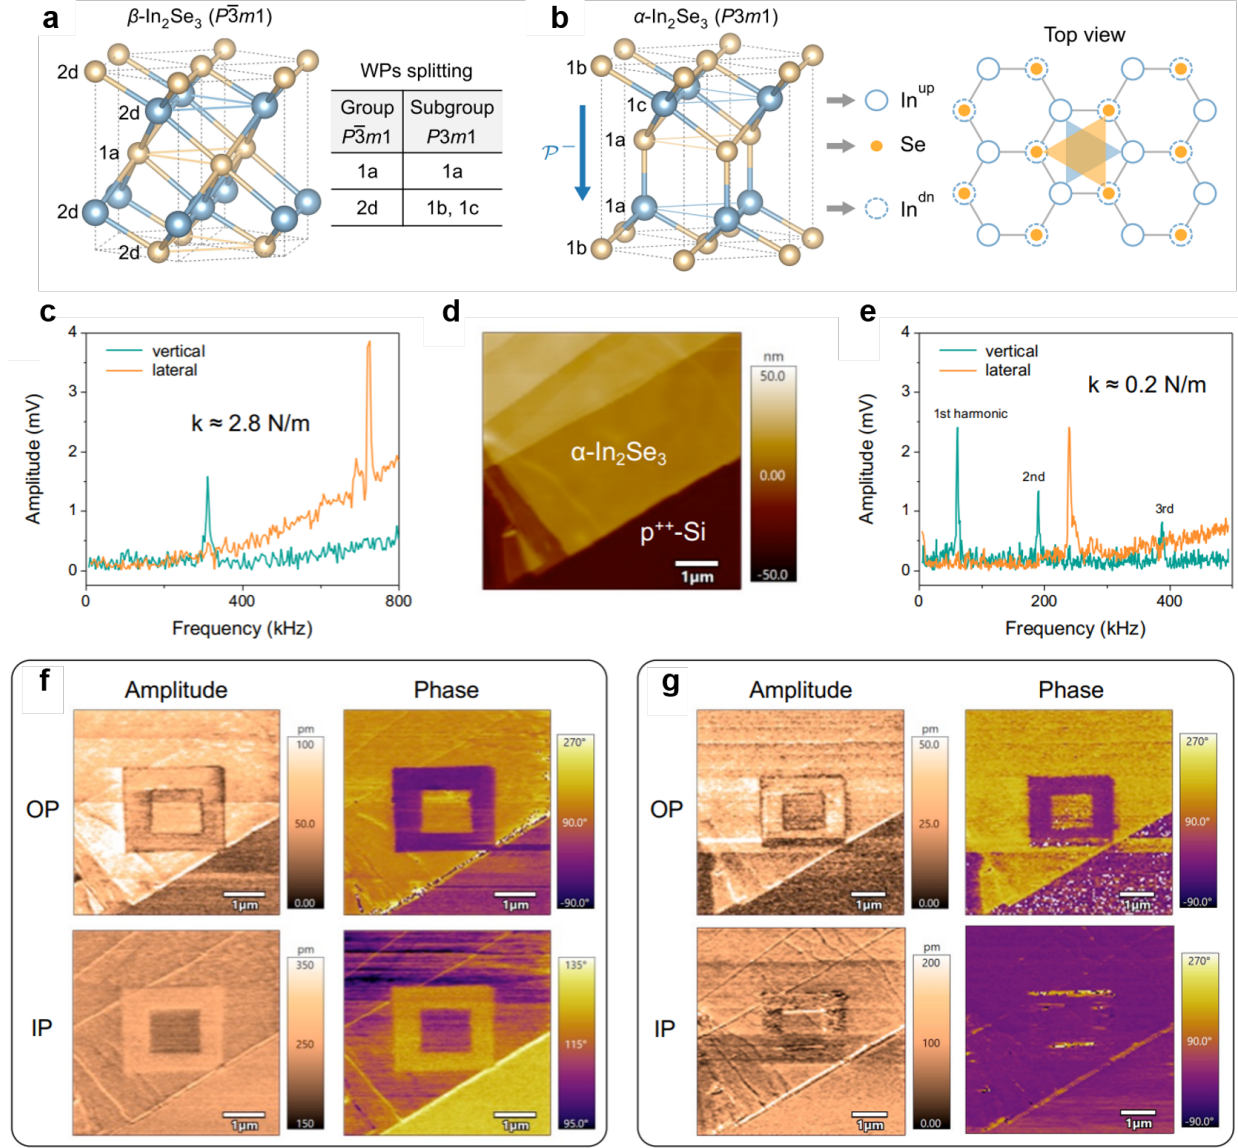 a
β-In₂Se₃ (P3̅m1)
2d
2d
1a
2d
2d
WPs splitting
Group Subgroup
P3̅m1 P3m1
1a 1a
2d 1b, 1c
b
α-In₂Se₃ (P3m1)
1b
1c
1a
𝒫⁻
1a
1b
Top view
Inᵘᵖ
Se
Inᵈⁿ
c
4
3
2
1
0
Amplitude (mV)
vertical
lateral
k ≈ 2.8 N/m
0 400 800
Frequency (kHz)
d
α-In₂Se₃
p⁺⁺-Si
1μm
nm
50.0
0.00
-50.0
e
4
3
2
1
0
Amplitude (mV)
vertical
lateral
k ≈ 0.2 N/m
1st harmonic
2nd
3rd
0 200 400
Frequency (kHz)
f
Amplitude Phase
OP
1μm
pm
100
50.0
0.00
1μm
270°
90.0°
-90.0°
IP
1μm
pm
350
250
150
1μm
135°
115°
95.0°
g
Amplitude Phase
OP
1μm
pm
50.0
25.0
0.00
1μm
270°
90.0°
-90.0°
IP
1μm
pm
200
100
0.00
1μm
270°
90.0°
-90.0°